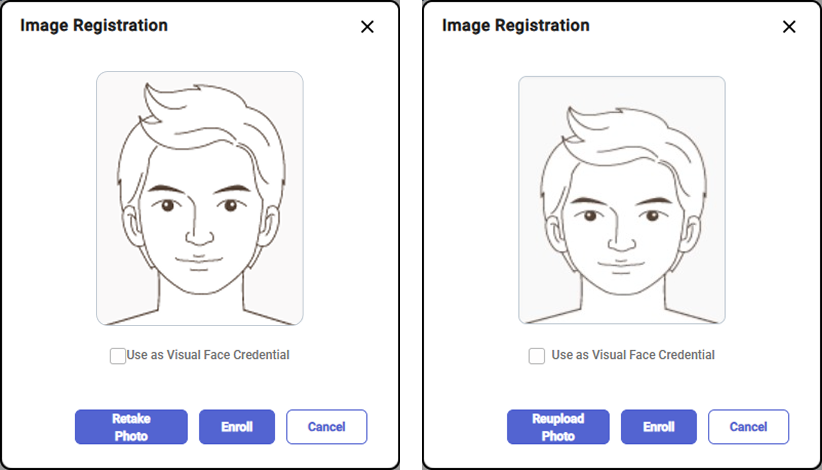 Image Registration
Use as Visual Face Credential
Retake
Photo
Enroll
Cancel
Image Registration
Use as Visual Face Credential
Reupload
Photo
Enroll
Cancel